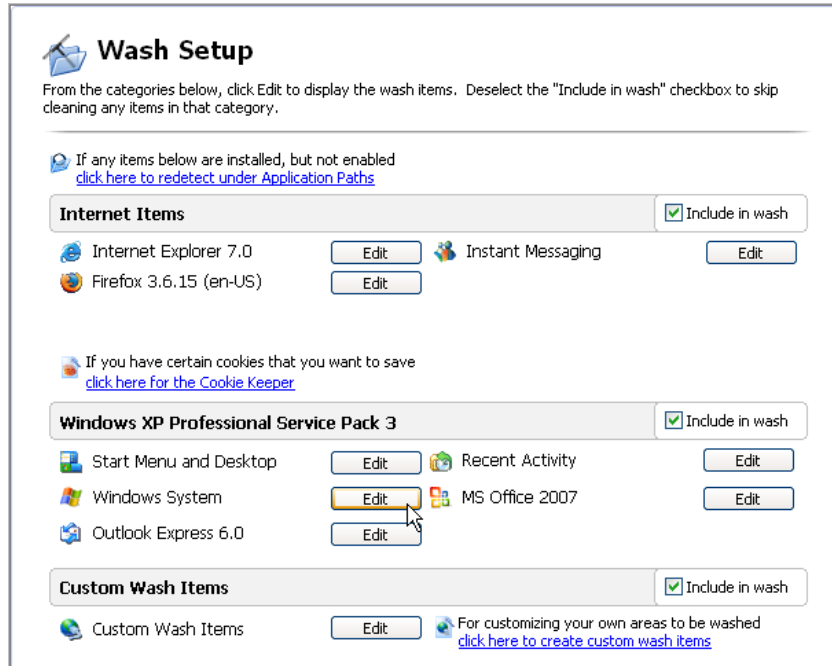 Wash Setup
From the categories below, click Edit to display the wash items. Deselect the "Include in wash" checkbox to skip
cleaning any items in that category.
If any items below are installed, but not enabled
click here to redetect under Application Paths
Internet Items
Include in wash
Internet Explorer 7.0
Edit
Instant Messaging
Edit
Firefox 3.6.15 (en-US)
Edit
If you have certain cookies that you want to save
click here for the Cookie Keeper
Windows XP Professional Service Pack 3
Include in wash
Start Menu and Desktop
Edit
Recent Activity
Edit
Windows System
Edit
MS Office 2007
Edit
Outlook Express 6.0
Edit
Custom Wash Items
Include in wash
Custom Wash Items
Edit
For customizing your own areas to be washed
click here to create custom wash items